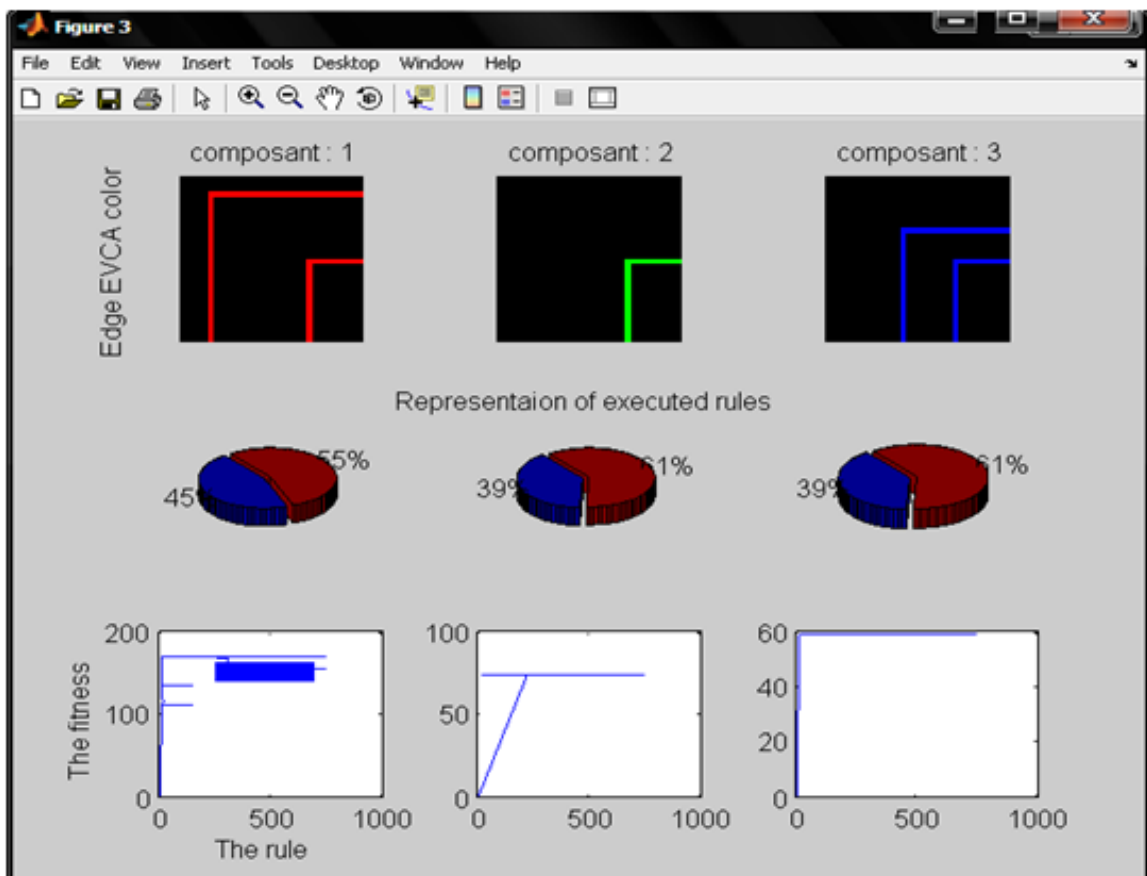 Figure 3
File Edit View Insert Tools Desktop Window Help
composant : 1
composant : 2
composant : 3
Edge EVCA color
Representaion of executed rules
45%
55%
39%
61%
39%
61%
The fitness
200
100
0
0
500
1000
The rule
100
50
0
0
500
1000
60
40
20
0
0
500
1000